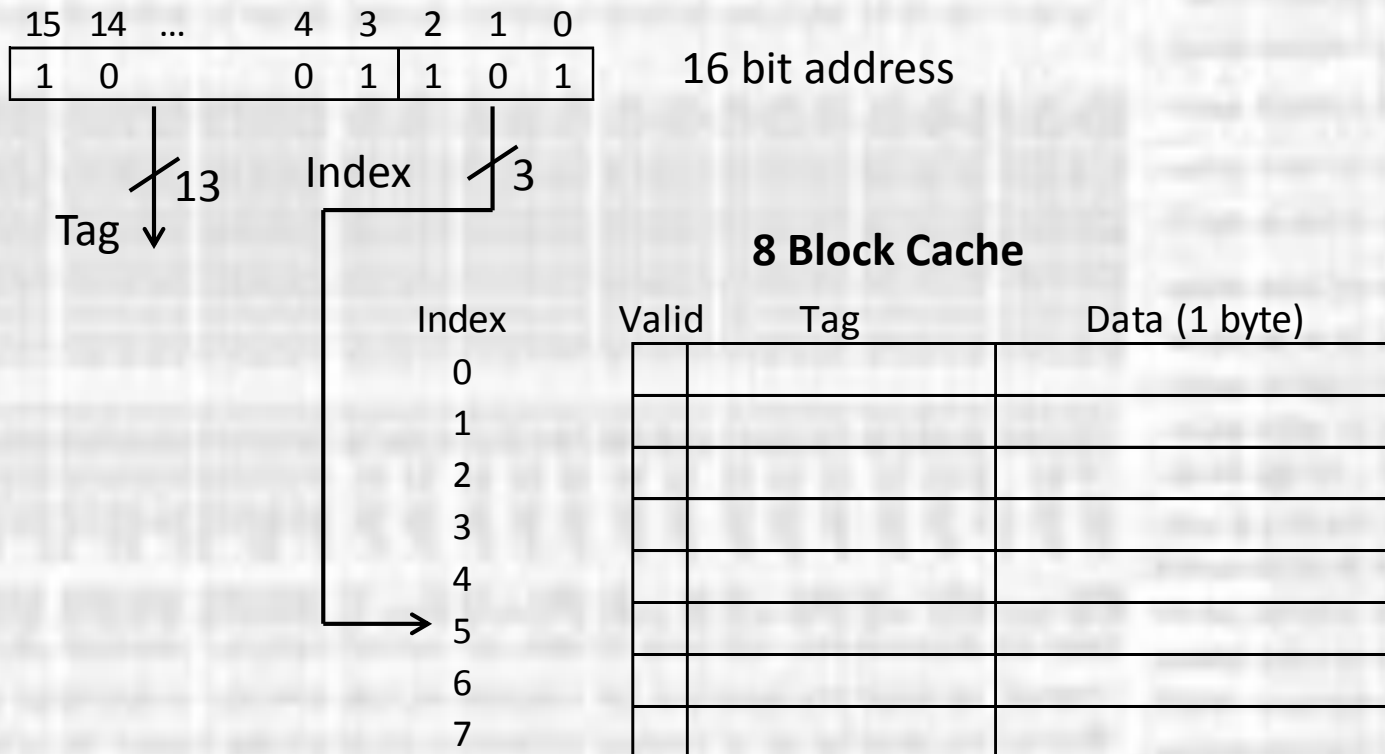 15 14 ... 4 3 2 1 0
1 0 0 1 1 0 1
16 bit address
13
Index
3
Tag
8 Block Cache
Index Valid Tag Data (1 byte)
0
1
2
3
4
5
6
7